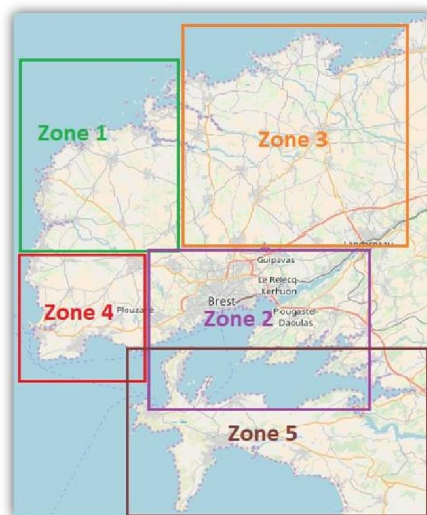 Zone 1
Zone 3
Landerneau
Guipavas
Le Relecq-
Kerhuon
Zone 4
Plouzané
Brest
Zone 2
Plougastel-
Daoulas
Zone 5